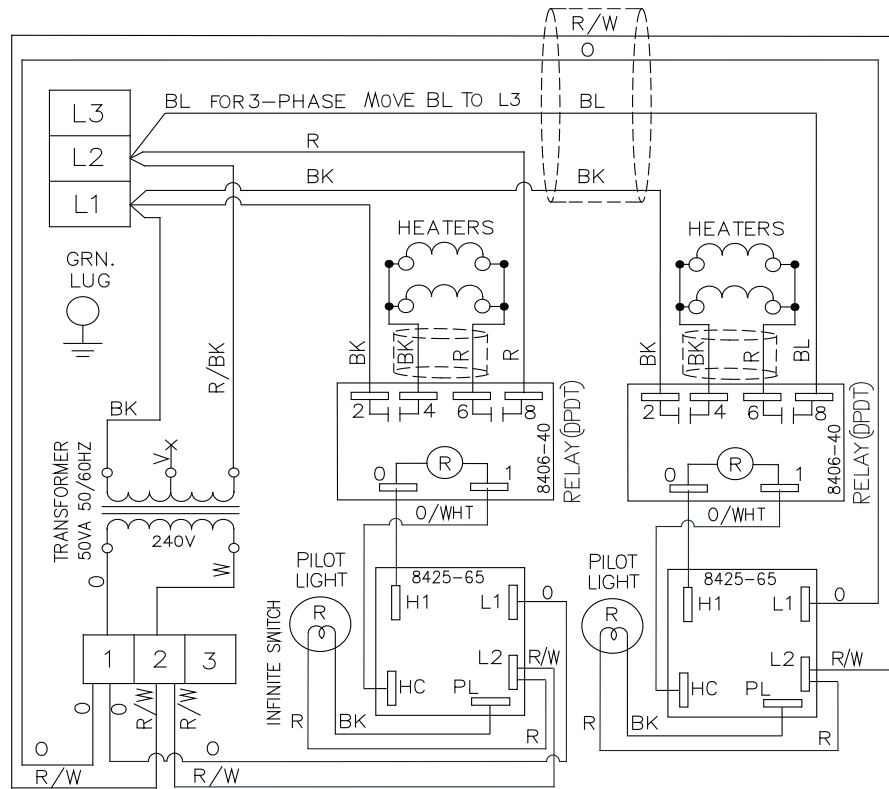 R/W
O
BL FOR 3-PHASE MOVE BL TO L3 BL
L3
L2
L1
R
BK BK
GRN.
LUG
HEATERS
HEATERS
R/BK
BK
BK
BK
R
R
BK
BK
R
BL
2 4 6 8
2 4 6 8
0 R 1
0 R 1
8406-40
RELAY(DPDT)
8406-40
RELAY(DPDT)
O/WHT
O/WHT
TRANSFORMER
50VA 50/60HZ
V
X
240V
O
W
1 2 3
PILOT
LIGHT
R
INFINITE SWITCH
8425-65
H1 L1
L2
HC PL
O
R/W
R
BK
R
PILOT
LIGHT
R
8425-65
H1 L1
L2
HC PL
O
R/W
R
BK
R
O
O
R/W
R/W
O O
R/W R/W